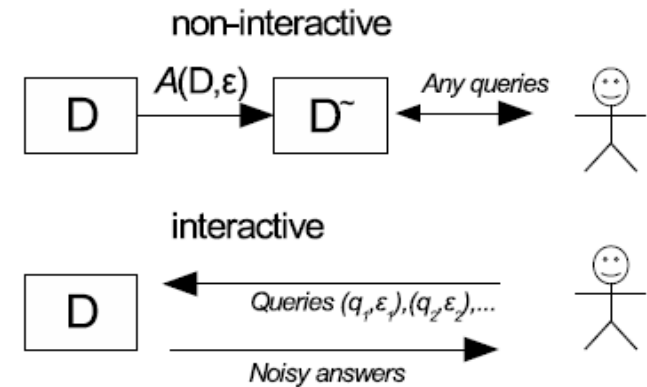 non-interactive
D
A(D,ε)
D~
Any queries
interactive
D
Queries (q₁,ε₁),(q₂,ε₂),...
Noisy answers